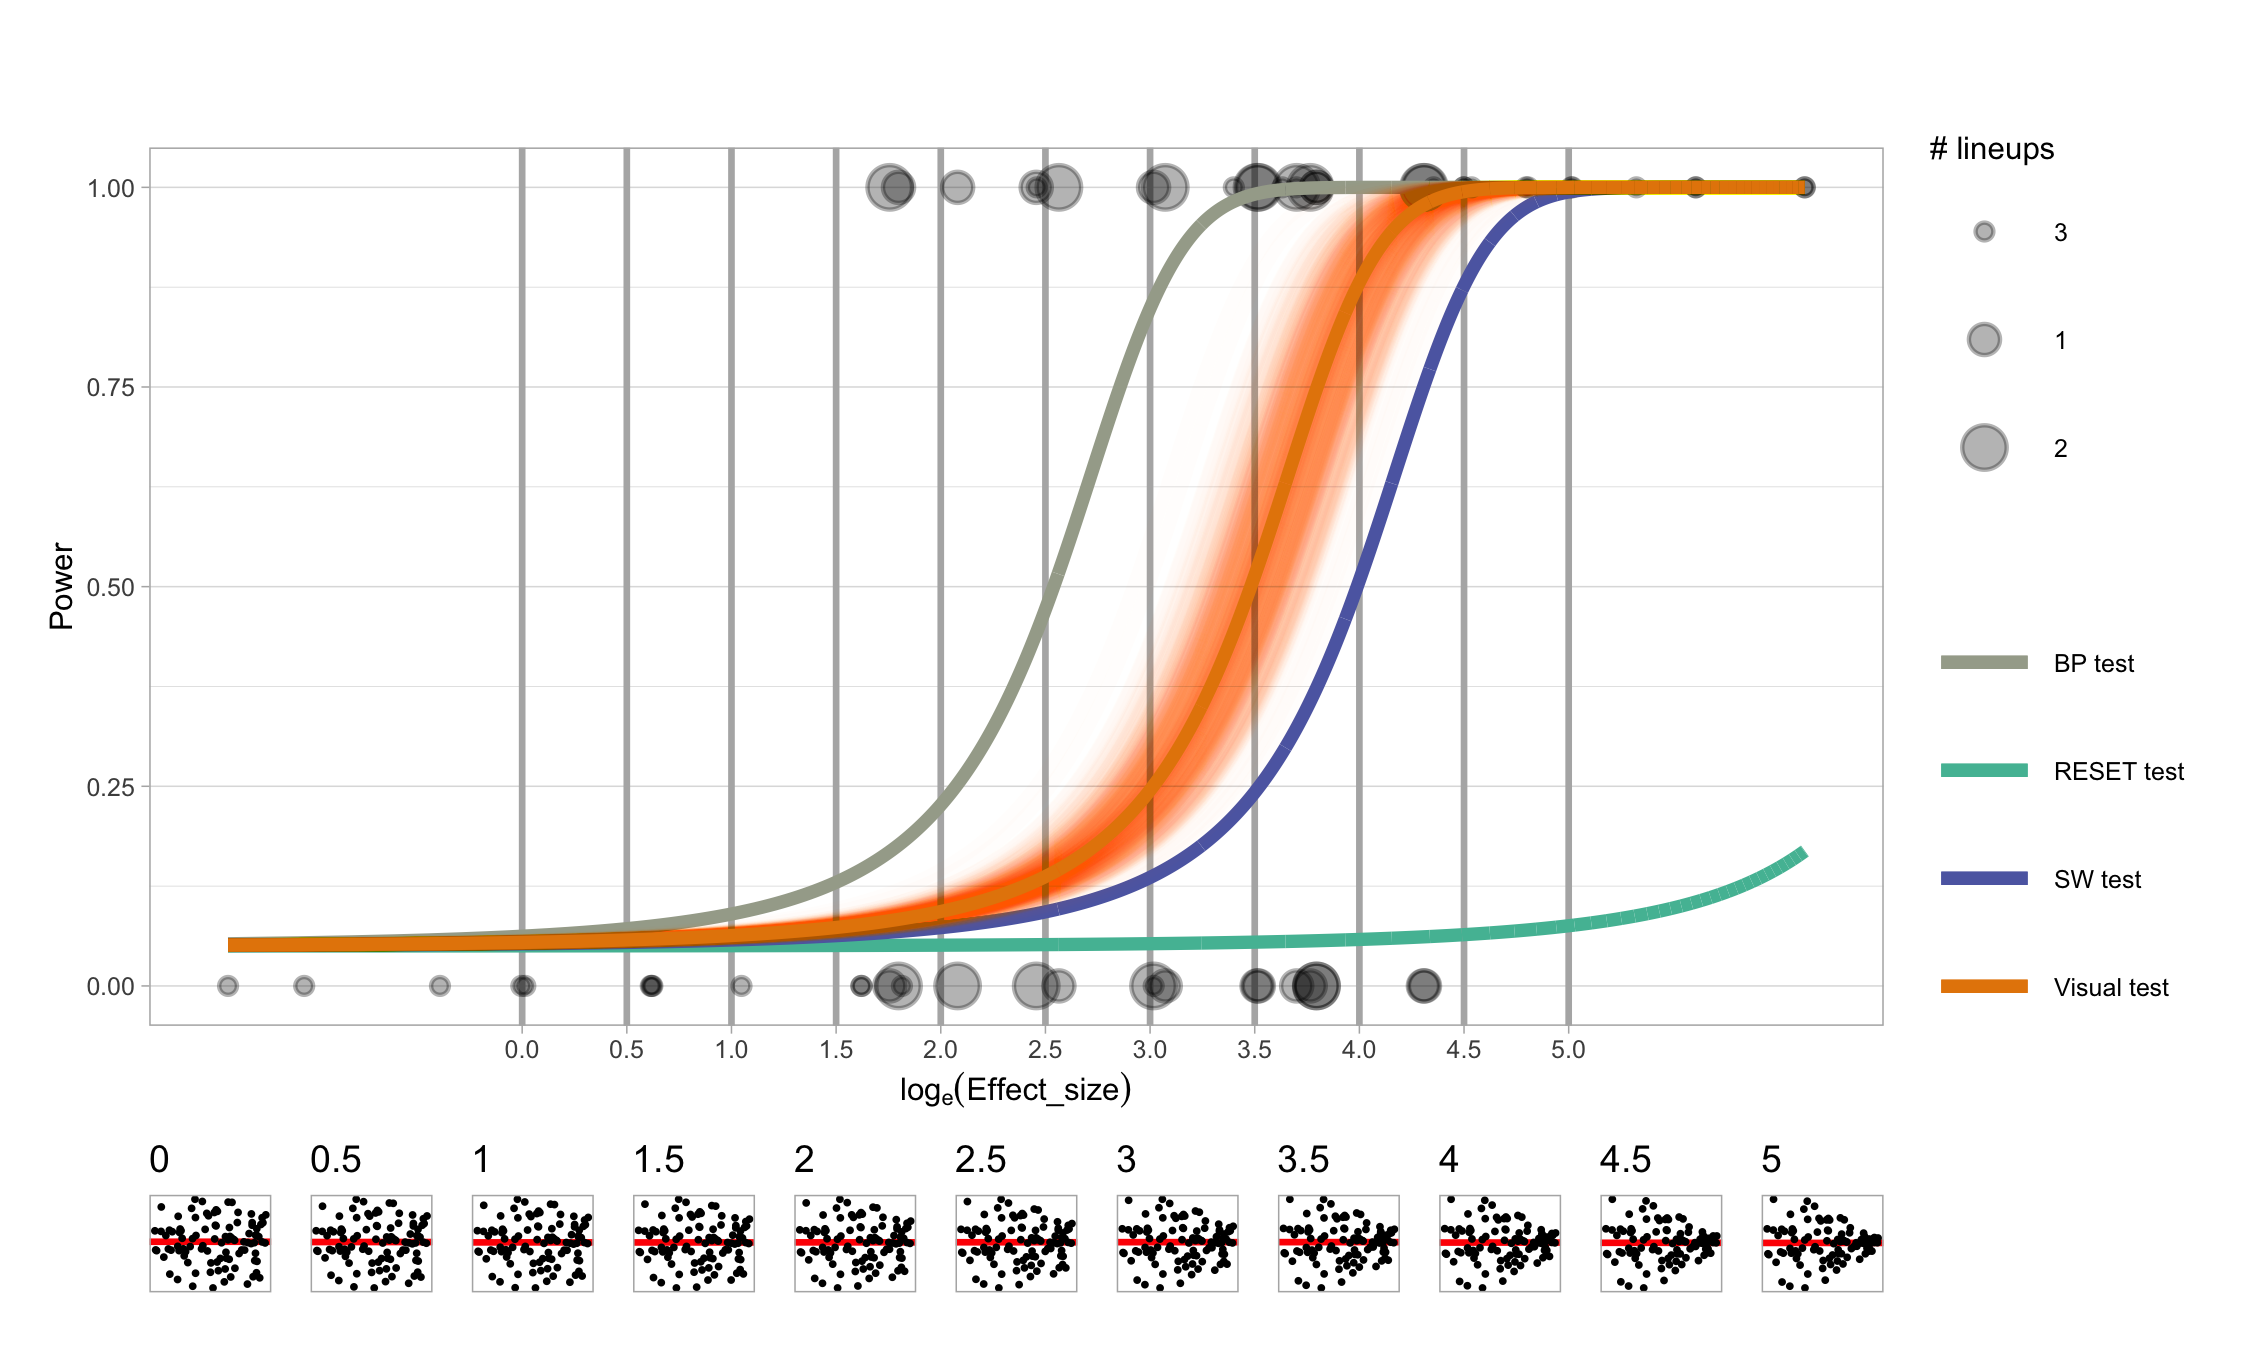 # lineups
3
1
2
BP test
RESET test
SW test
Visual test
Power
1.00
0.75
0.50
0.25
0.00
0.0 0.5 1.0 1.5 2.0 2.5 3.0 3.5 4.0 4.5 5.0
logₑ(Effect_size)
0 0.5 1 1.5 2 2.5 3 3.5 4 4.5 5